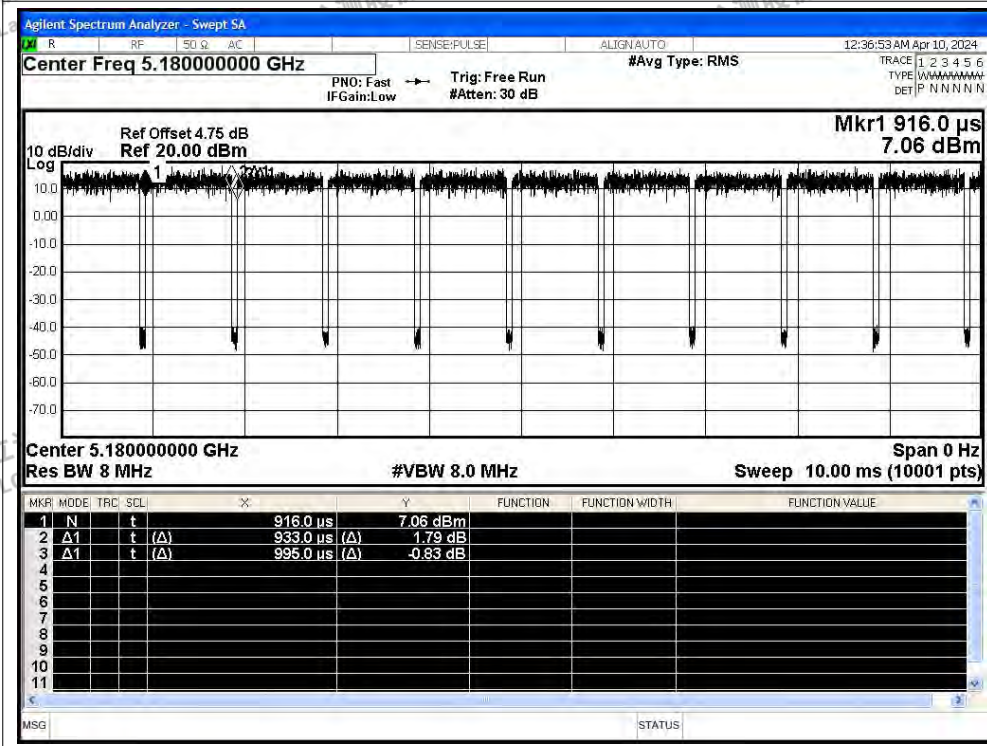 Agilent Spectrum Analyzer - Swept SA
LXI R RF 50 Ω AC SENSE:PULSE ALIGN AUTO 12:36:53 AM Apr 10, 2024
Center Freq 5.180000000 GHz #Avg Type: RMS TRACE 1 2 3 4 5 6
PNO: Fast Trig: Free Run TYPE WWWWWW
IFGain:Low #Atten: 30 dB DET P N N N N N
Mkr1 916.0 µs
Ref Offset 4.75 dB
10 dB/div Ref 20.00 dBm 7.06 dBm
Log
1
10.0
0.00
-10.0
-20.0
-30.0
-40.0
-50.0
-60.0
-70.0
Center 5.180000000 GHz Span 0 Hz
Res BW 8 MHz #VBW 8.0 MHz Sweep 10.00 ms (10001 pts)
MKR MODE TRC SCL X Y FUNCTION FUNCTION WIDTH FUNCTION VALUE
1 N t 916.0 µs 7.06 dBm
2 Δ1 t (Δ) 933.0 µs (Δ) 1.79 dB
3 Δ1 t (Δ) 995.0 µs (Δ) -0.83 dB
4
5
6
7
8
9
10
11
MSG STATUS